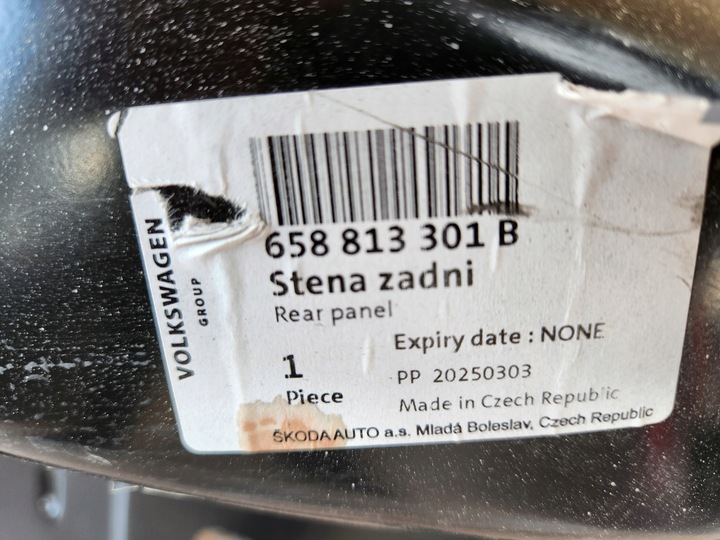 658 813 301 B
Stena zadni
Rear panel
Expiry date : NONE
1
Piece
PP 20250303
Made in Czech Republic
ŠKODA AUTO a.s. Mladá Boleslav, Czech Republic
VOLKSWAGEN
GROUP